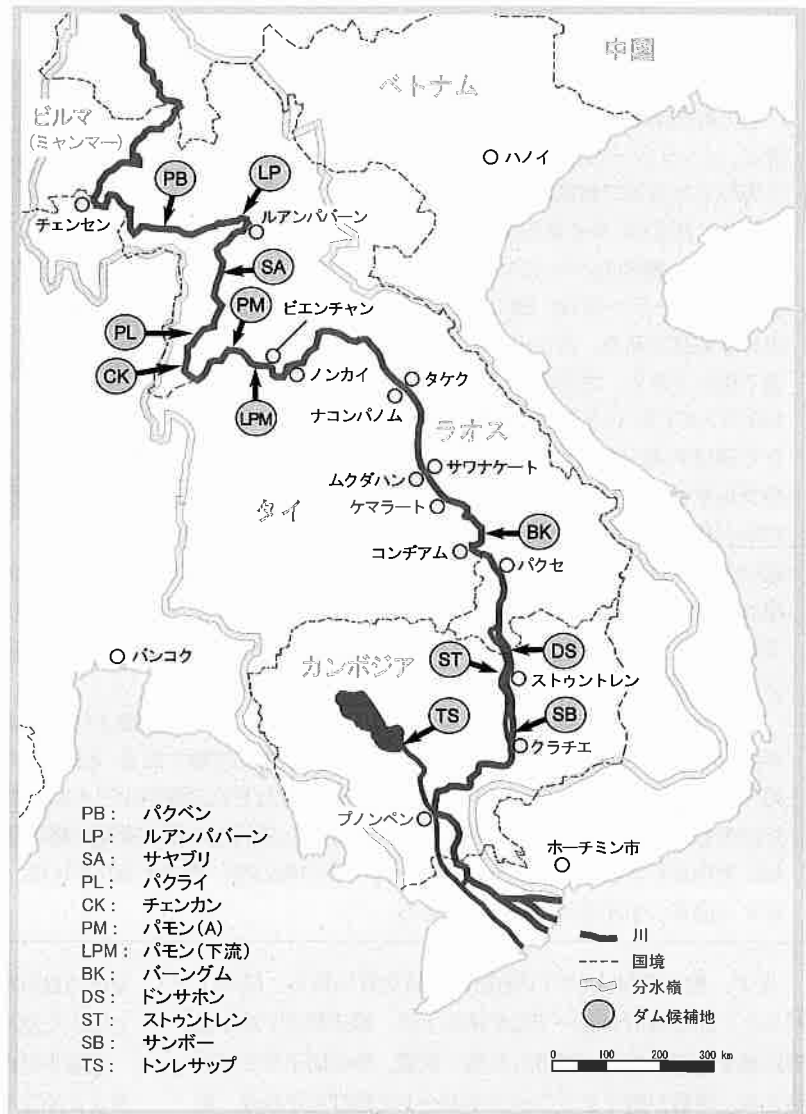 中国
ベトナム
ビルマ
(ミャンマー)
ハノイ
PB
LP
チェンセン
ルアンパバーン
SA
PM
ビエンチャン
PL
CK
ノンカイ
タケク
LPM
ナコンパノム
ラオス
サワナケート
ムクダハン
タイ
ケマラート
BK
コンヂアム
パクセ
バンコク
カンボジア
ST
DS
ストゥントレン
TS
SB
クラチエ
プノンペン
ホーチミン市
PB: パクベン
LP: ルアンパバーン
SA: サヤブリ
PL: パクライ
CK: チェンカン
PM: パモン(A)
LPM: パモン(下流)
BK: バーングム
DS: ドンサホン
ST: ストゥントレン
SB: サンボー
TS: トンレサップ
川
国境
分水嶺
ダム候補地
0 100 200 300 km